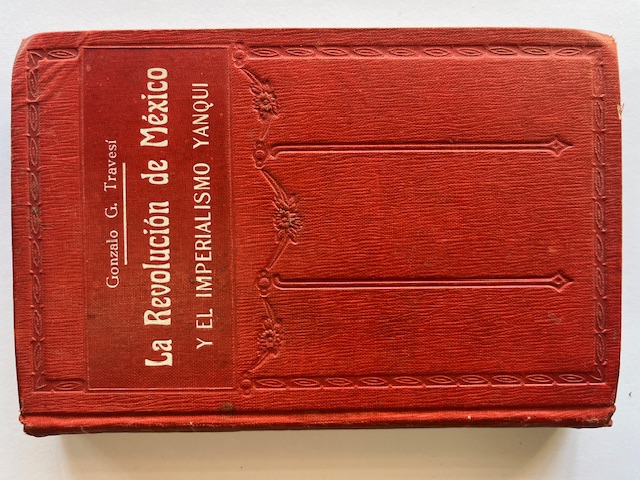 Gonzalo G. Travesí
La Revolución de México
Y EL IMPERIALISMO YANQUI